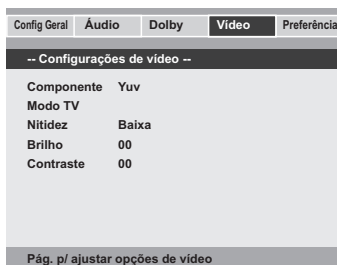 Config Geral Áudio Dolby Vídeo Preferência
-- Configurações de vídeo --
Componente Yuv
Modo TV
Nitidez Baixa
Brilho 00
Contraste 00
Pág. p/ ajustar opções de vídeo